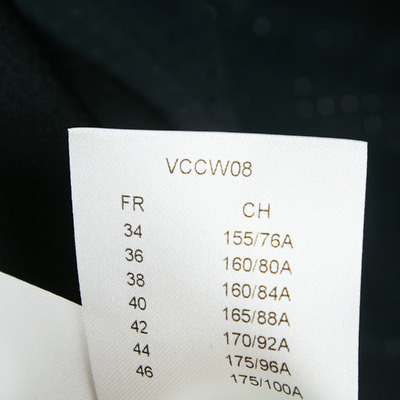 VCCW08
FR CH
34 155/76A
36 160/80A
38 160/84A
40 165/88A
42 170/92A
44 175/96A
46 175/100A